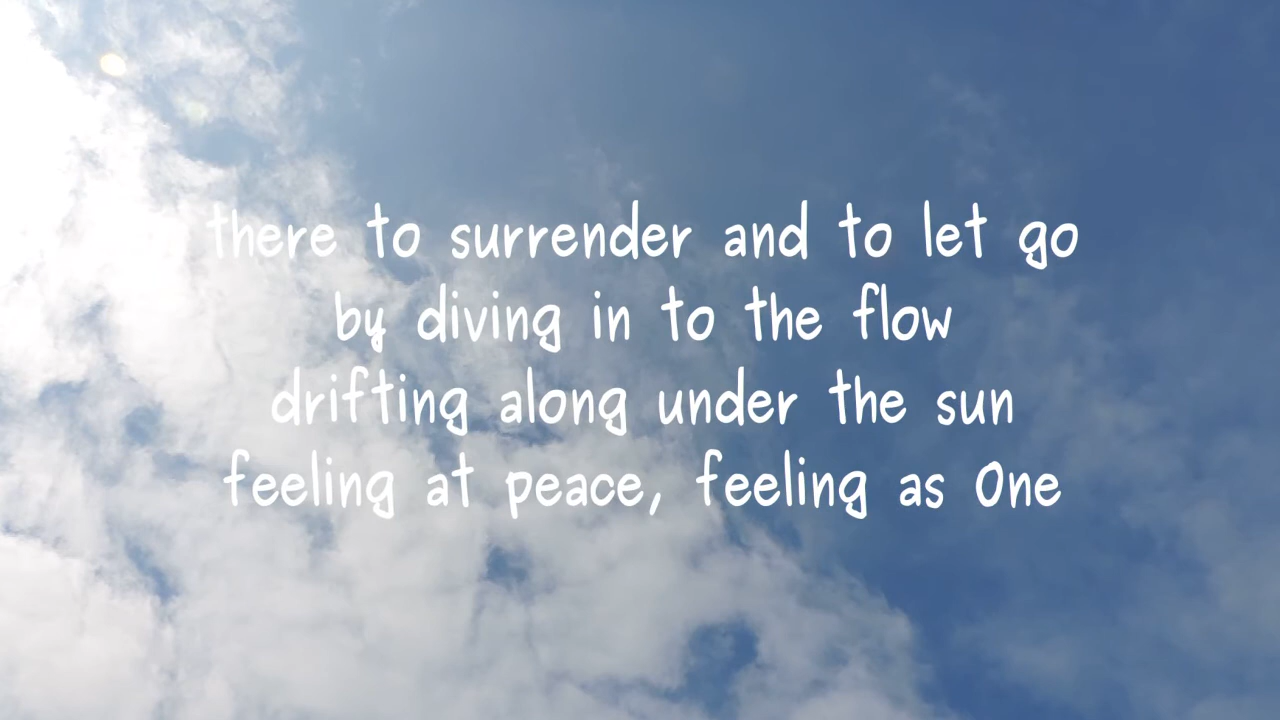 there to surrender and to let go
by diving in to the flow
drifting along under the sun
feeling at peace, feeling as One